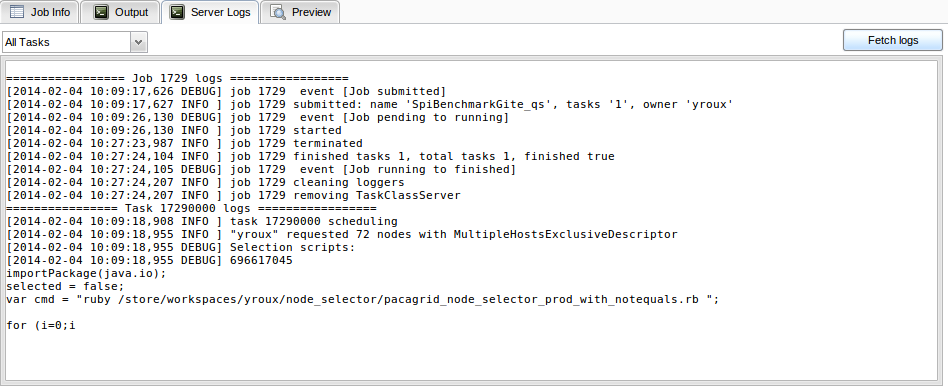 Job Info Output Server Logs Preview
All Tasks Fetch logs
================= Job 1729 logs =================
[2014-02-04 10:09:17,626 DEBUG] job 1729  event [Job submitted]
[2014-02-04 10:09:17,627 INFO ] job 1729 submitted: name 'SpiBenchmarkGite_qs', tasks '1', owner 'yroux'
[2014-02-04 10:09:26,130 DEBUG] job 1729  event [Job pending to running]
[2014-02-04 10:09:26,130 INFO ] job 1729 started
[2014-02-04 10:27:23,987 INFO ] job 1729 terminated
[2014-02-04 10:27:24,104 INFO ] job 1729 finished tasks 1, total tasks 1, finished true
[2014-02-04 10:27:24,105 DEBUG] job 1729  event [Job running to finished]
[2014-02-04 10:27:24,207 INFO ] job 1729 cleaning loggers
[2014-02-04 10:27:24,207 INFO ] job 1729 removing TaskClassServer
================ Task 17290000 logs =================
[2014-02-04 10:09:18,908 INFO ] task 17290000 scheduling
[2014-02-04 10:09:18,955 INFO ] "yroux" requested 72 nodes with MultipleHostsExclusiveDescriptor
[2014-02-04 10:09:18,955 DEBUG] Selection scripts:
[2014-02-04 10:09:18,955 DEBUG] 696617045
importPackage(java.io);
selected = false;
var cmd = "ruby /store/workspaces/yroux/node_selector/pacagrid_node_selector_prod_with_notequals.rb ";
for (i=0;i